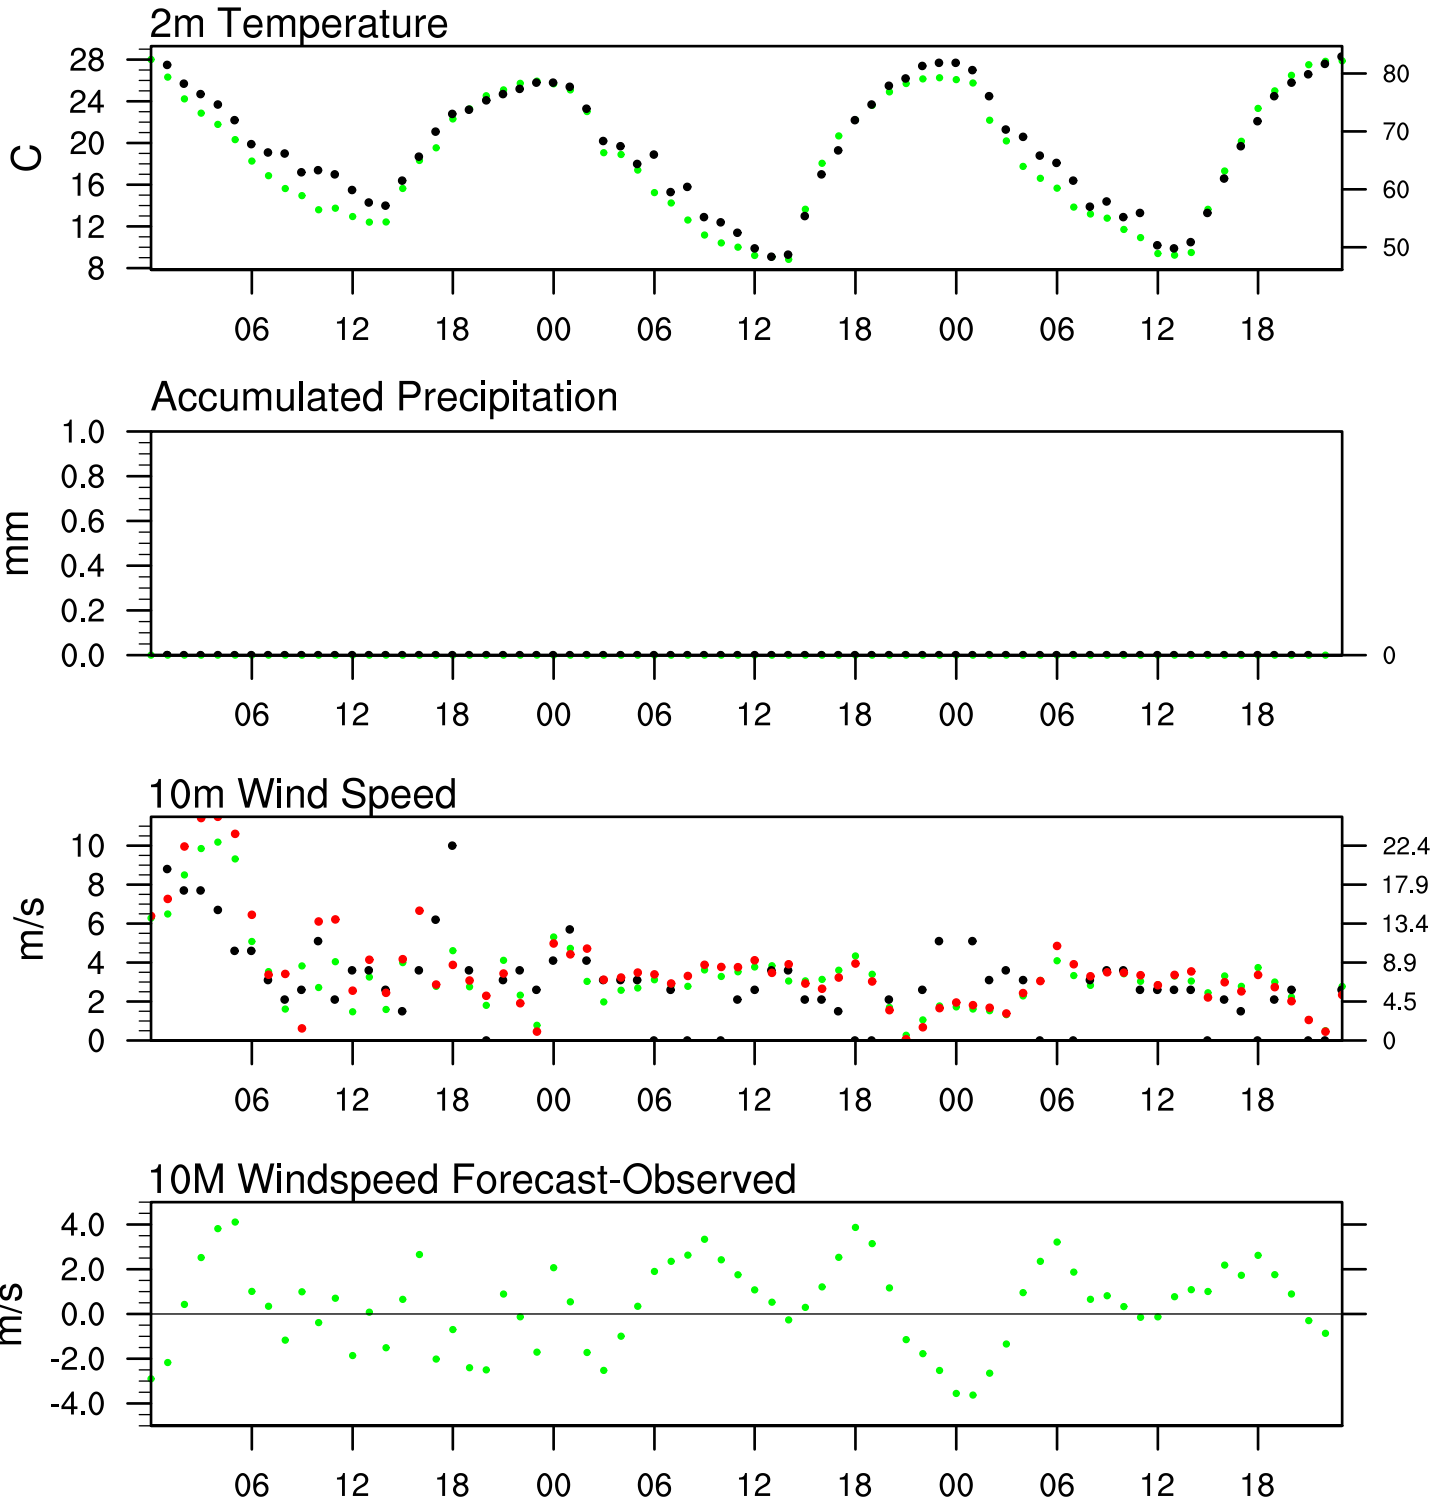 2m Temperature
28
24
20
16
12
8
C
80
70
60
50
06 12 18 00 06 12 18 00 06 12 18
Accumulated Precipitation
1.0
0.8
0.6
0.4
0.2
0.0
mm
0
06 12 18 00 06 12 18 00 06 12 18
10m Wind Speed
10
8
6
4
2
0
m/s
22.4
17.9
13.4
8.9
4.5
0
06 12 18 00 06 12 18 00 06 12 18
10M Windspeed Forecast-Observed
4.0
2.0
0.0
-2.0
-4.0
m/s
06 12 18 00 06 12 18 00 06 12 18